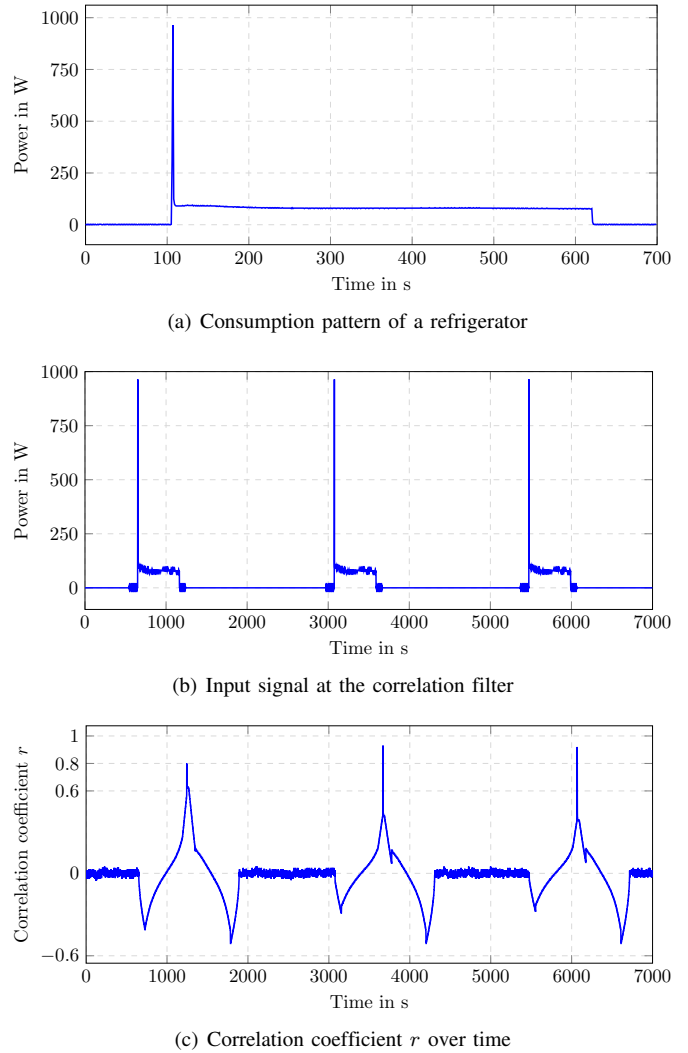 1000
750
500
250
0
Power in W
0 100 200 300 400 500 600 700
Time in s
(a) Consumption pattern of a refrigerator
1000
750
500
250
0
Power in W
0 1000 2000 3000 4000 5000 6000 7000
Time in s
(b) Input signal at the correlation filter
1
0.8
0.6
0
−0.6
Correlation coefficient r
0 1000 2000 3000 4000 5000 6000 7000
Time in s
(c) Correlation coefficient r over time